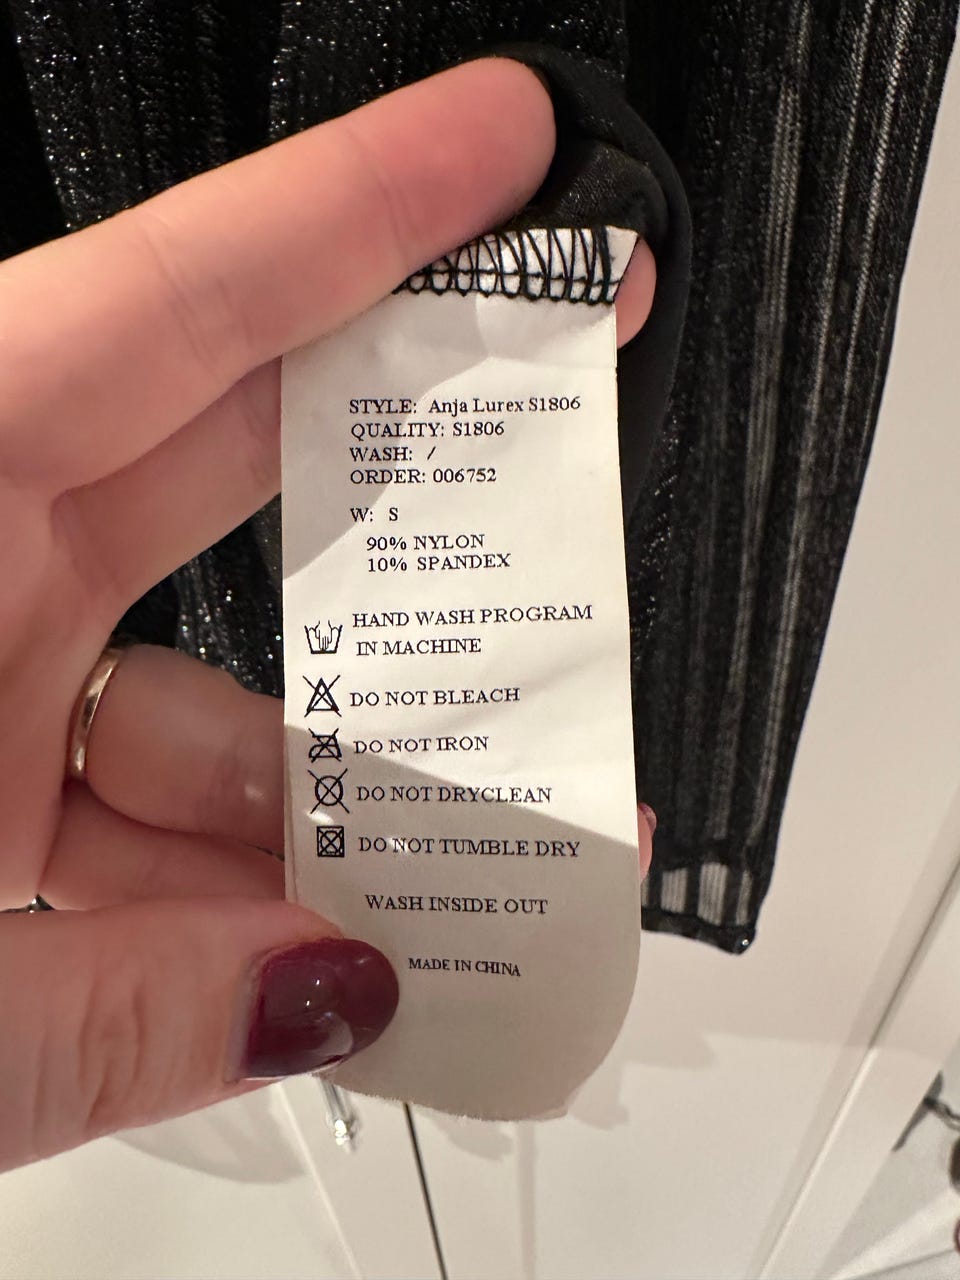 STYLE: Anja Lurex S1806
QUALITY: S1806
WASH: /
ORDER: 006752
W: S
90% NYLON
10% SPANDEX
HAND WASH PROGRAM
IN MACHINE
DO NOT BLEACH
DO NOT IRON
DO NOT DRYCLEAN
DO NOT TUMBLE DRY
WASH INSIDE OUT
MADE IN CHINA